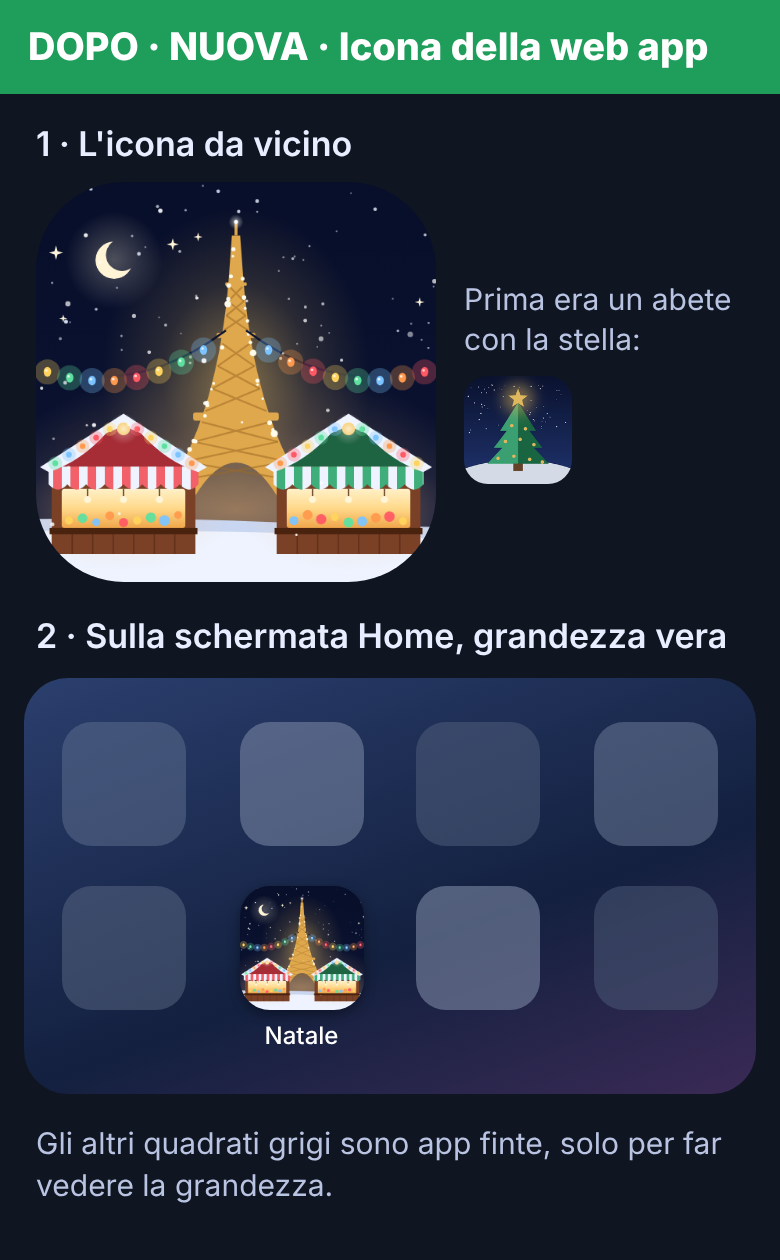 DOPO · NUOVA · Icona della web app
1 · L'icona da vicino
Prima era un abete
con la stella:
2 · Sulla schermata Home, grandezza vera
Natale
Gli altri quadrati grigi sono app finte, solo per far
vedere la grandezza.